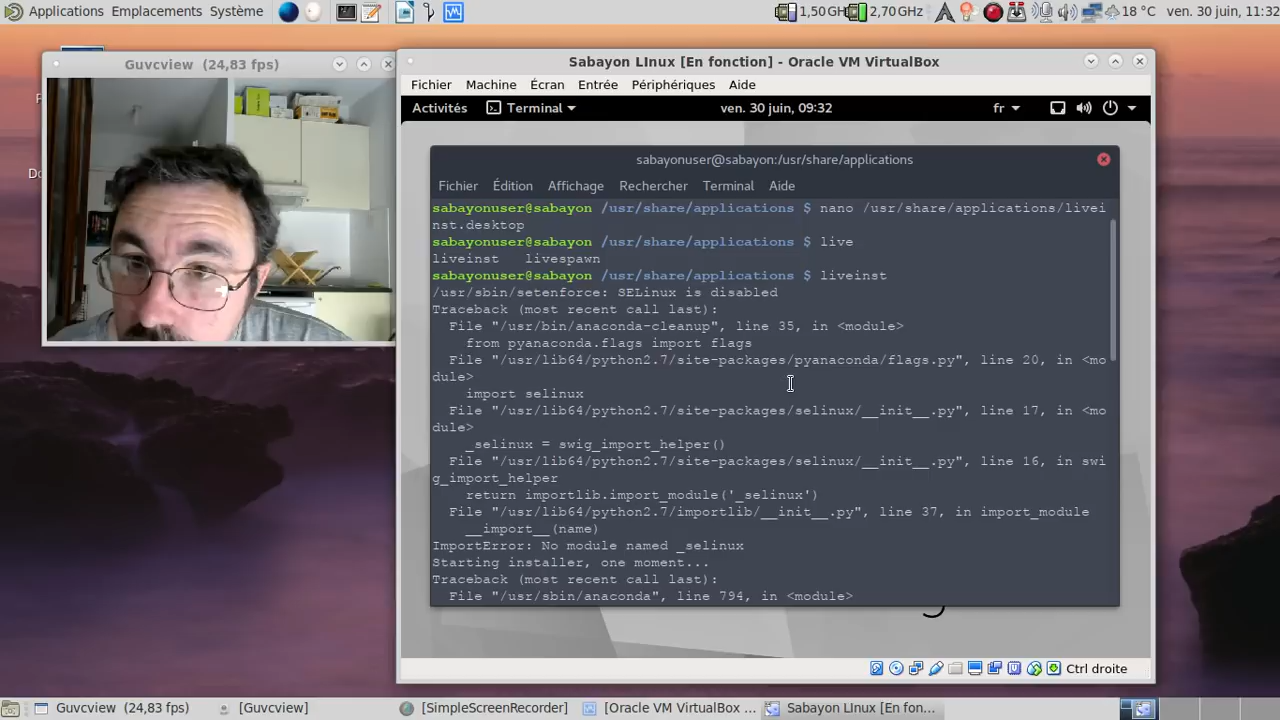 Applications Emplacements Système
1,50 GH 2,70 GHz
18 °C ven. 30 juin, 11:32
Guvcview (24,83 fps)
Sabayon LInux [En fonction] - Oracle VM VirtualBox
Fichier Machine Écran Entrée Périphériques Aide
Activités Terminal ven. 30 juin, 09:32 fr
sabayonuser@sabayon:/usr/share/applications
Fichier Édition Affichage Rechercher Terminal Aide
sabayonuser@sabayon /usr/share/applications $ nano /usr/share/applications/livei
nst.desktop
sabayonuser@sabayon /usr/share/applications $ live
liveinst livespawn
sabayonuser@sabayon /usr/share/applications $ liveinst
/usr/sbin/setenforce: SELinux is disabled
Traceback (most recent call last):
File "/usr/bin/anaconda-cleanup", line 35, in <module>
from pyanaconda.flags import flags
File "/usr/lib64/python2.7/site-packages/pyanaconda/flags.py", line 20, in <mo
dule>
import selinux
File "/usr/lib64/python2.7/site-packages/selinux/__init__.py", line 17, in <mo
dule>
_selinux = swig_import_helper()
File "/usr/lib64/python2.7/site-packages/selinux/__init__.py", line 16, in swi
g_import_helper
return importlib.import_module('_selinux')
File "/usr/lib64/python2.7/importlib/__init__.py", line 37, in import_module
__import__(name)
ImportError: No module named _selinux
Starting installer, one moment...
Traceback (most recent call last):
File "/usr/sbin/anaconda", line 794, in <module>
Ctrl droite
Guvcview (24,83 fps) [Guvcview] [SimpleScreenRecorder] [Oracle VM VirtualBox ... Sabayon LInux [En fon...